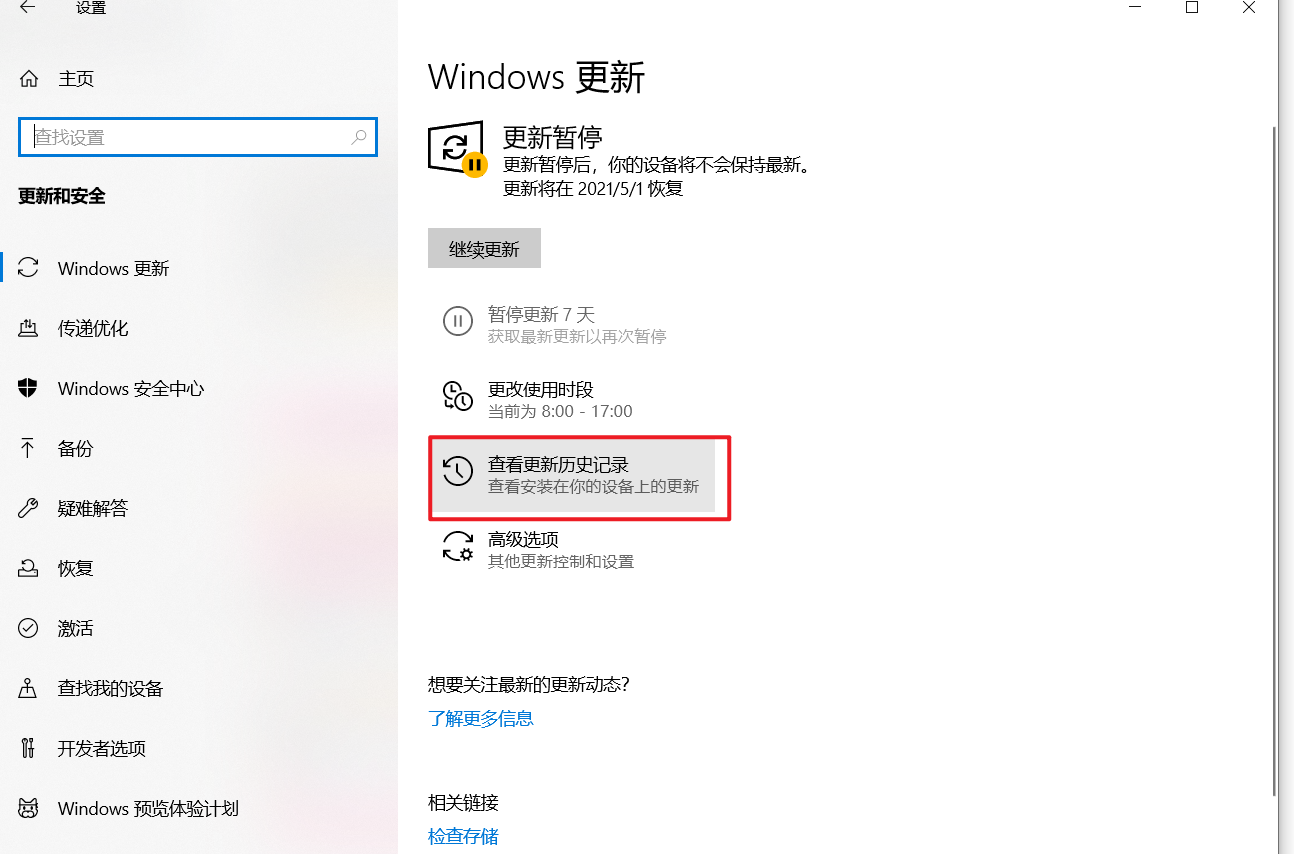 设置
主页
查找设置
更新和安全
Windows 更新
传递优化
Windows 安全中心
备份
疑难解答
恢复
激活
查找我的设备
开发者选项
Windows 预览体验计划
Windows 更新
更新暂停
更新暂停后，你的设备将不会保持最新。
更新将在 2021/5/1 恢复
继续更新
暂停更新 7 天
获取最新更新以再次暂停
更改使用时段
当前为 8:00 - 17:00
查看更新历史记录
查看安装在你的设备上的更新
高级选项
其他更新控制和设置
想要关注最新的更新动态?
了解更多信息
相关链接
检查存储